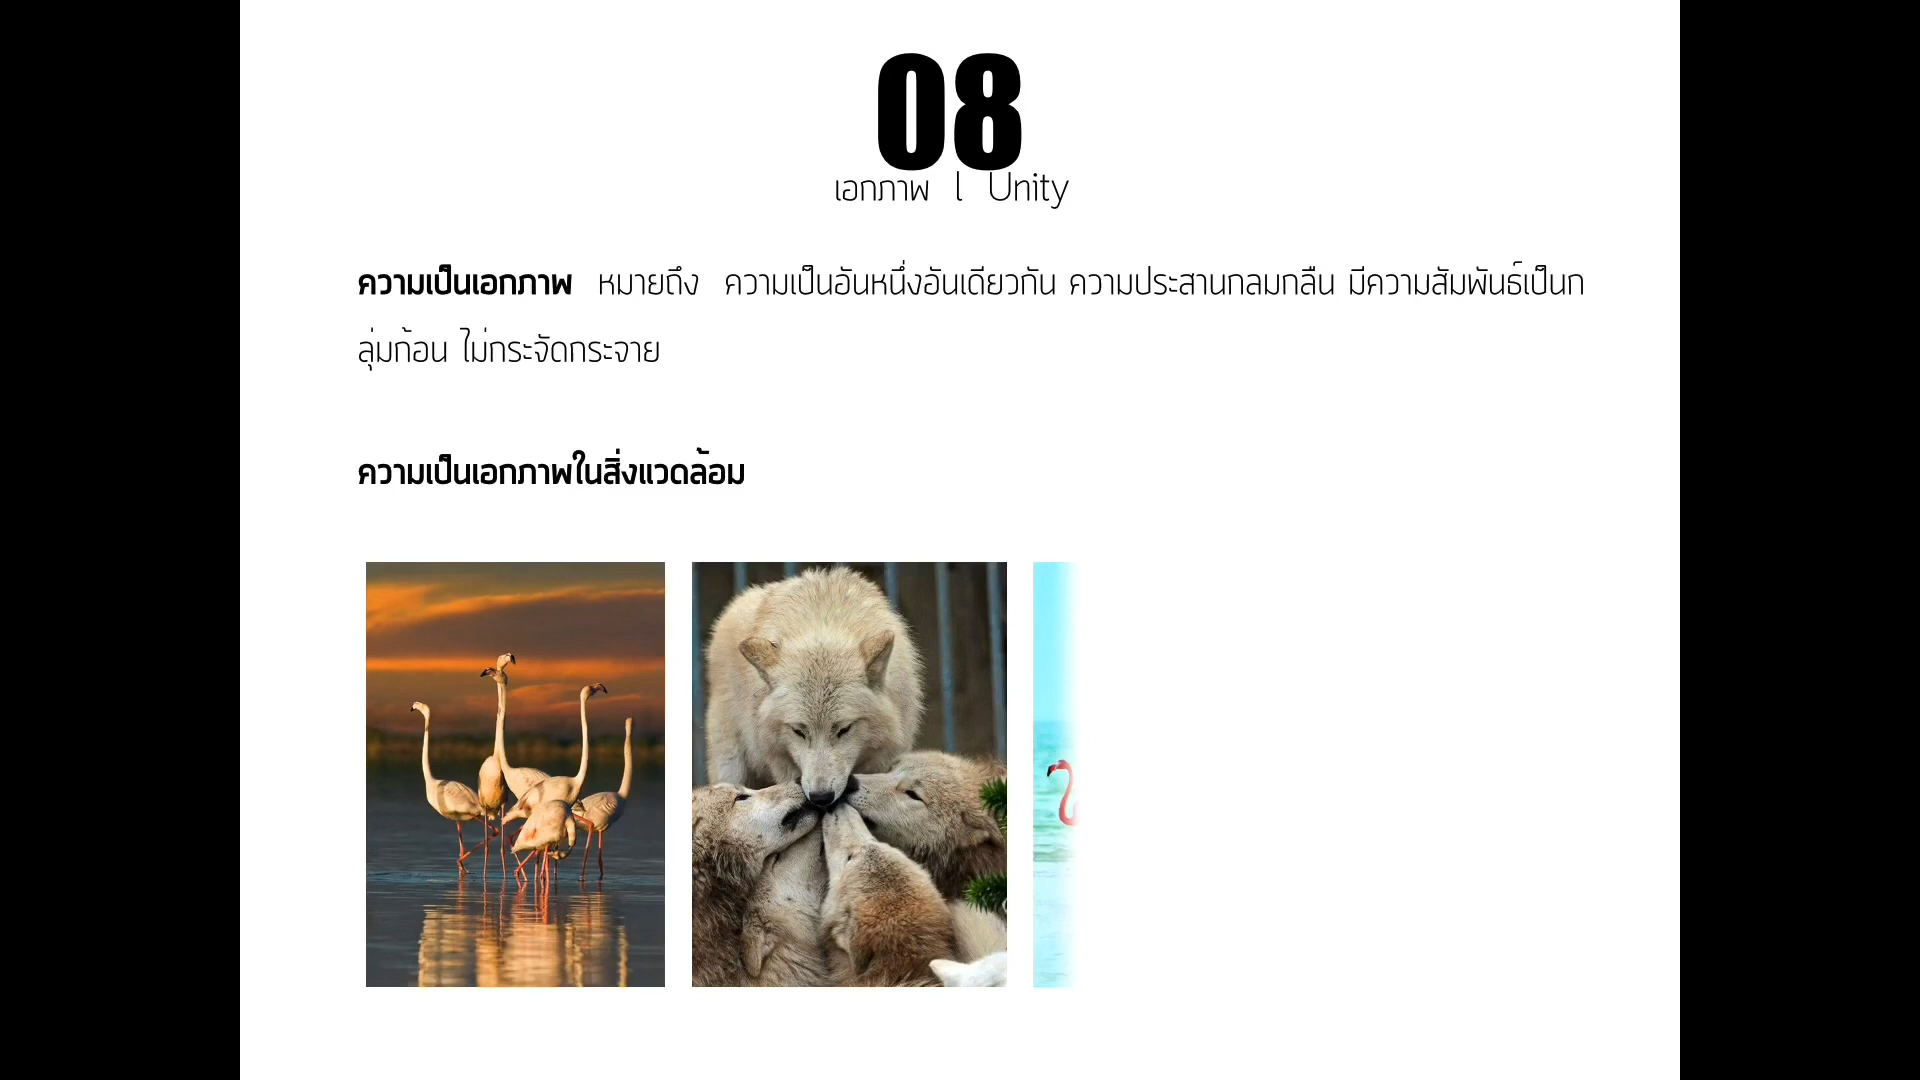 08
เอกภาพ l Unity
ความเป็นเอกภาพ หมายถึง ความเป็นอันหนึ่งอันเดียวกัน ความประสานกลมกลืน มีความสัมพันธ์เป็นก
ลุ่มก้อน ไม่กระจัดกระจาย
ความเป็นเอกภาพในสิ่งแวดล้อม